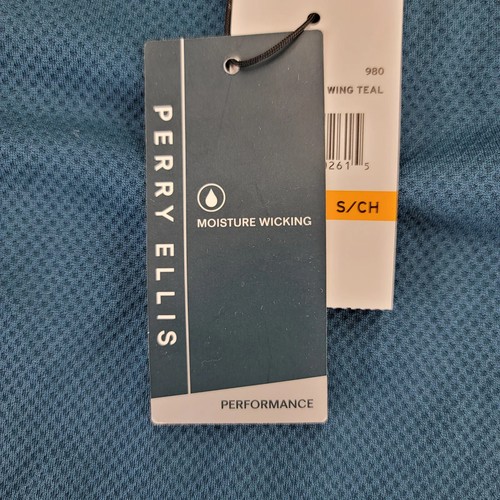 PERRY ELLIS
MOISTURE WICKING
PERFORMANCE
980
WING TEAL
261 5
S/CH